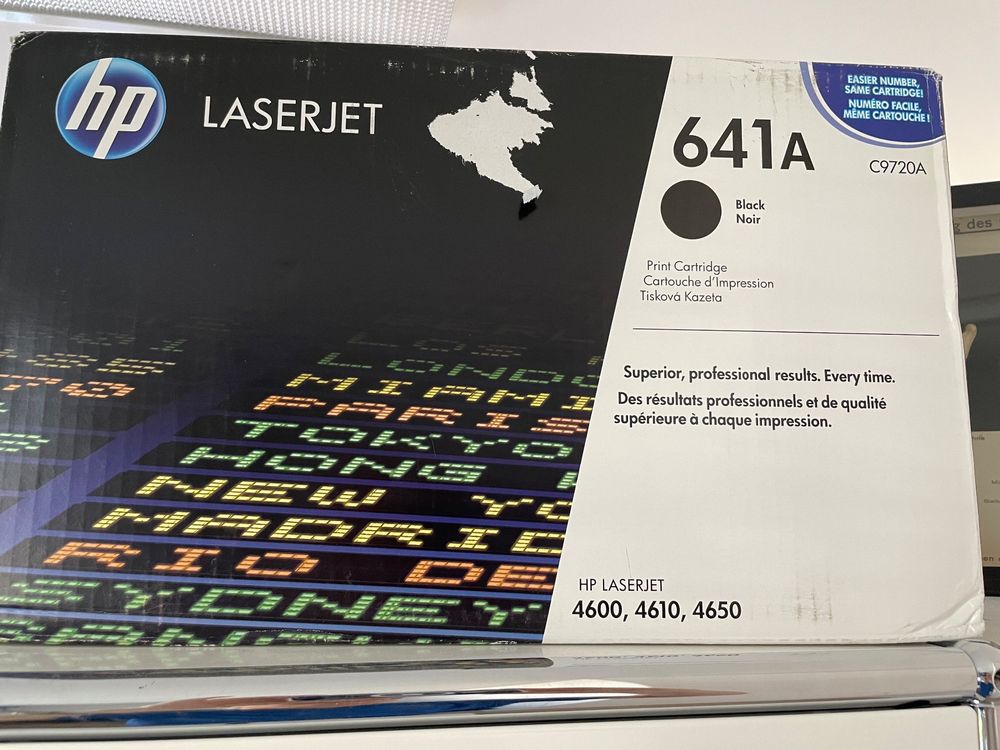 hp
LASERJET
EASIER NUMBER,
SAME CARTRIDGE!
NUMÉRO FACILE,
MÊME CARTOUCHE!
641A
C9720A
Black
Noir
Print Cartridge
Cartouche d'Impression
Tisková Kazeta
Superior, professional results. Every time.
Des résultats professionnels et de qualité
supérieure à chaque impression.
LONDO
MIAMI
PARIS
TOKYO
HONG
NEW YO
MADRID
RIO DE
SYDNEY
HP LASERJET
4600, 4610, 4650
des